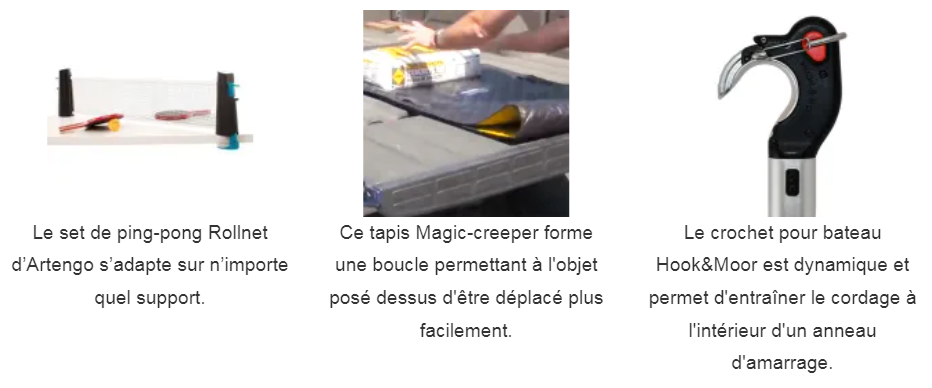 Le set de ping-pong Rollnet
d’Artengo s’adapte sur n’importe
quel support.
Ce tapis Magic-creeper forme
une boucle permettant à l'objet
posé dessus d'être déplacé plus
facilement.
Le crochet pour bateau
Hook&Moor est dynamique et
permet d'entraîner le cordage à
l'intérieur d'un anneau
d'amarrage.